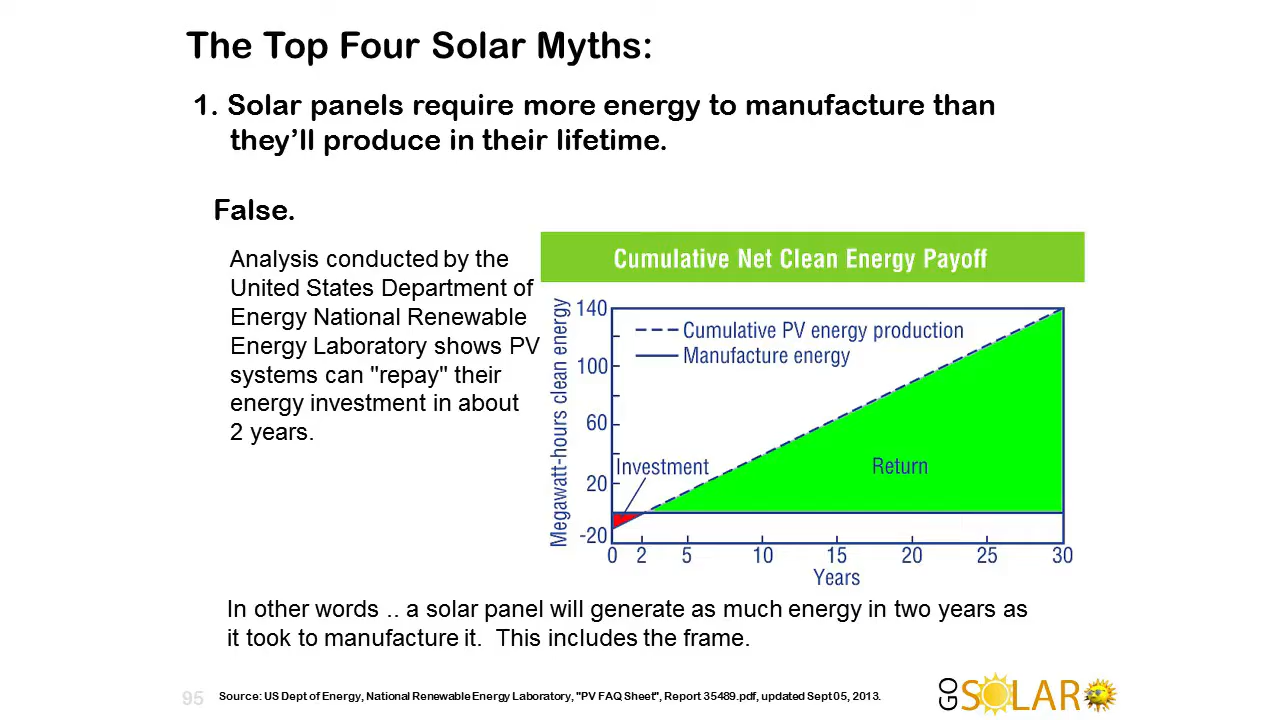 The Top Four Solar Myths:
1. Solar panels require more energy to manufacture than
they’ll produce in their lifetime.
False.
Analysis conducted by the
United States Department of
Energy National Renewable
Energy Laboratory shows PV
systems can "repay" their
energy investment in about
2 years.
Cumulative Net Clean Energy Payoff
Megawatt-hours clean energy
140
100
60
20
-20
Cumulative PV energy production
Manufacture energy
Investment
Return
0 2 5 10 15 20 25 30
Years
In other words .. a solar panel will generate as much energy in two years as
it took to manufacture it. This includes the frame.
95
Source: US Dept of Energy, National Renewable Energy Laboratory, "PV FAQ Sheet", Report 35489.pdf, updated Sept 05, 2013.
GO SOLAR